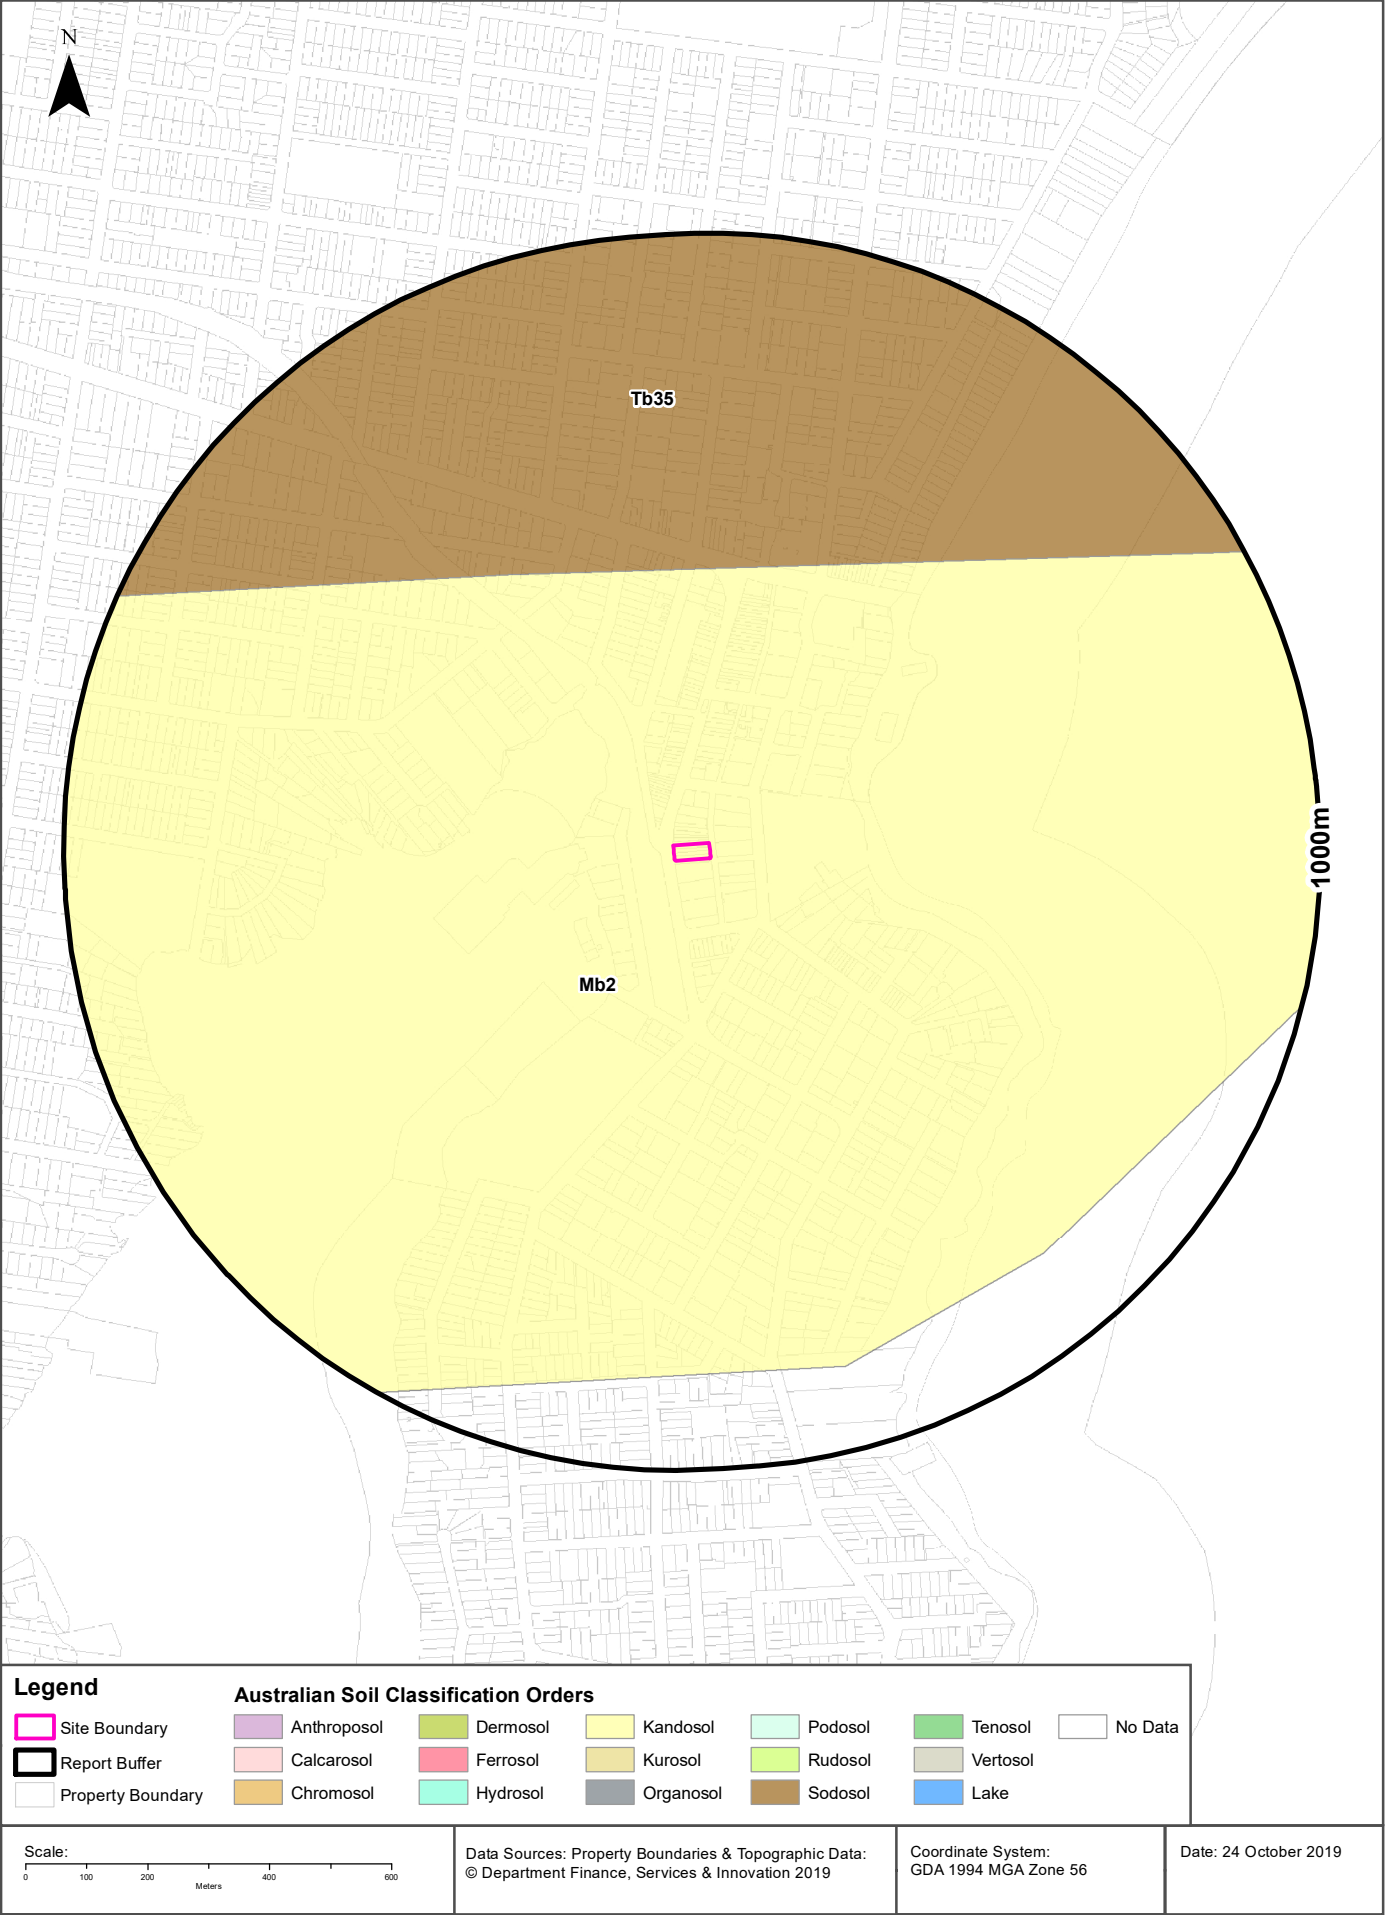 N
Tb35
1000m
Mb2
Legend
Site Boundary
Report Buffer
Property Boundary
Australian Soil Classification Orders
Anthroposol
Calcarosol
Chromosol
Dermosol
Ferrosol
Hydrosol
Kandosol
Kurosol
Organosol
Podosol
Rudosol
Sodosol
Tenosol
Vertosol
Lake
No Data
Scale:
0 100 200 400 600
Meters
Data Sources: Property Boundaries & Topographic Data:
© Department Finance, Services & Innovation 2019
Coordinate System:
GDA 1994 MGA Zone 56
Date: 24 October 2019